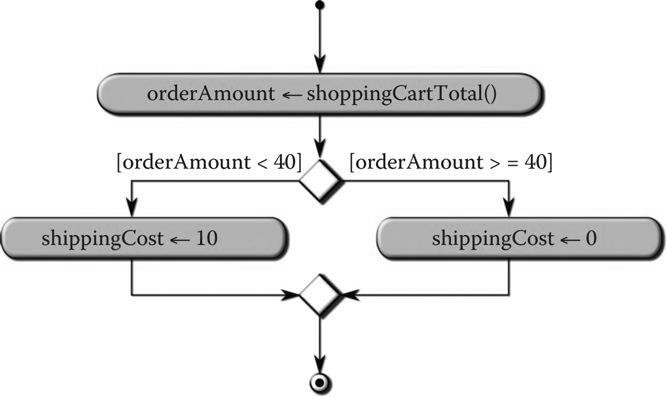 orderAmount ← shoppingCartTotal()
[orderAmount < 40]
[orderAmount > = 40]
shippingCost ← 10
shippingCost ← 0